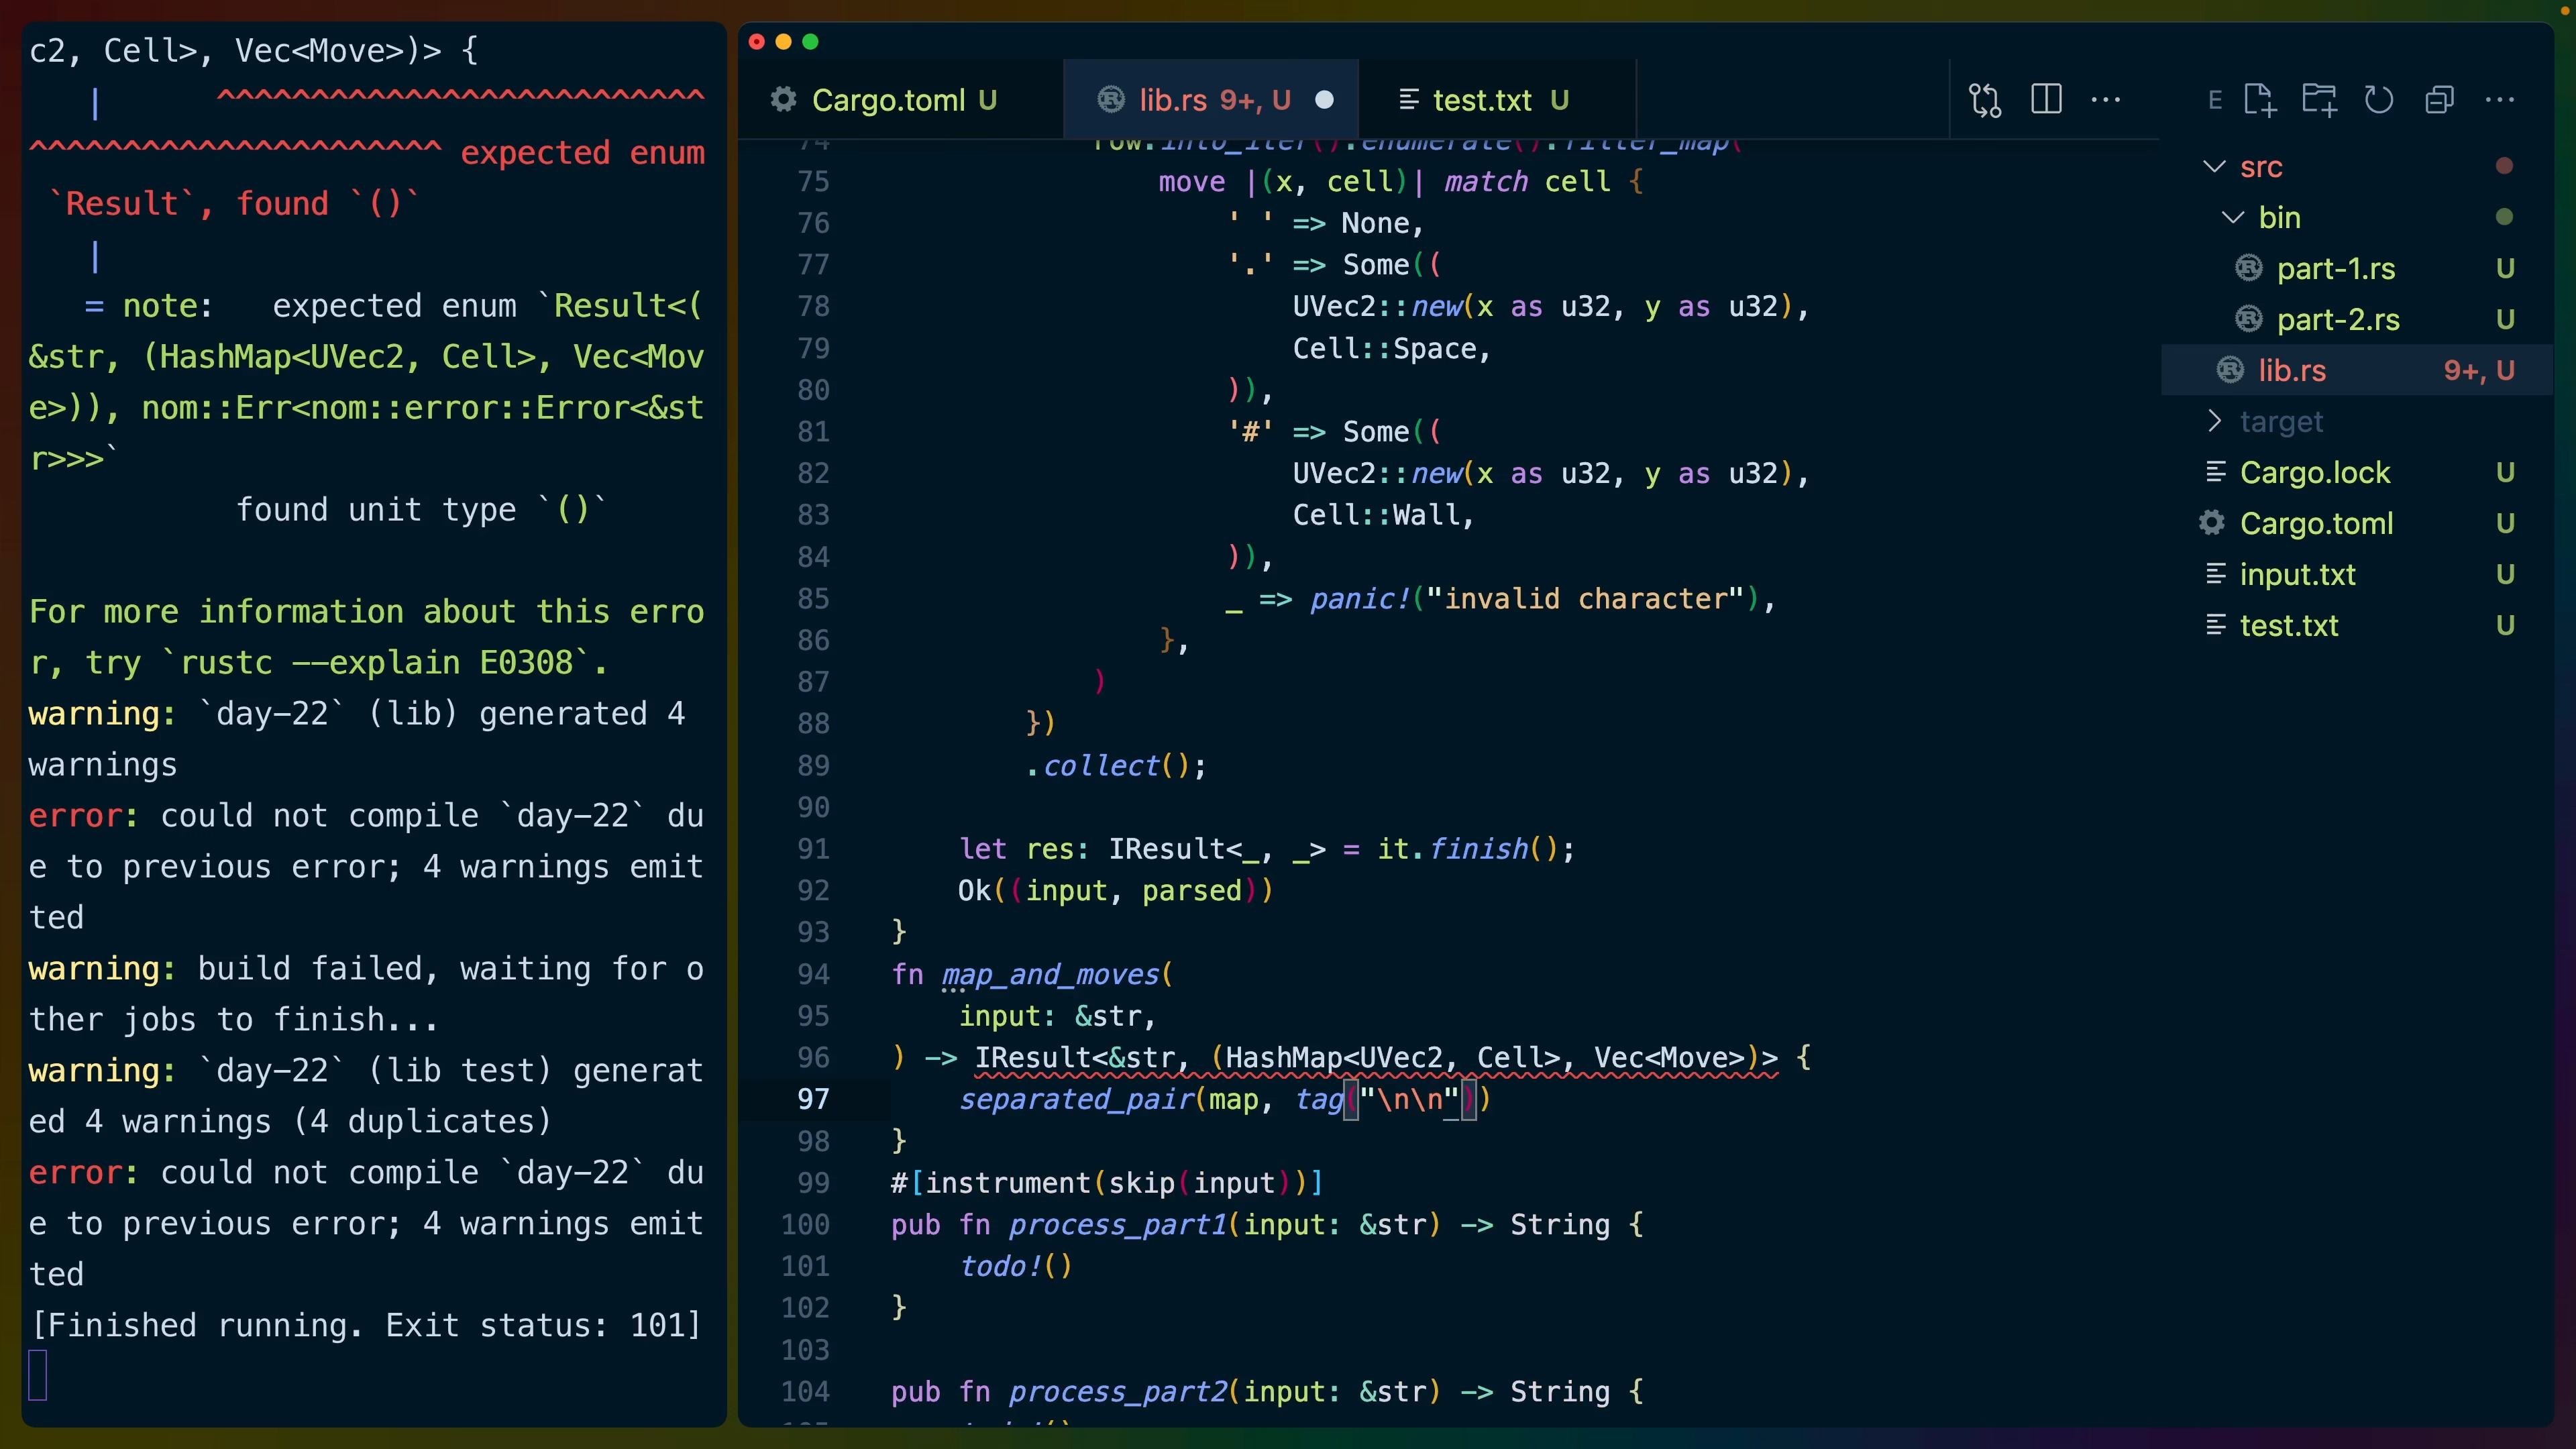 c2, Cell>, Vec<Move>)> {
| ^^^^^^^^^^^^^^^^^^^^^^^^^^
^^^^^^^^^^^^^^^^^^^^^^ expected enum
`Result`, found `()`
|
= note:   expected enum `Result<(
&str, (HashMap<UVec2, Cell>, Vec<Mov
e>)), nom::Err<nom::error::Error<&st
r>>>`
found unit type `()`
For more information about this erro
r, try `rustc --explain E0308`.
warning: `day-22` (lib) generated 4
warnings
error: could not compile `day-22` du
e to previous error; 4 warnings emit
ted
warning: build failed, waiting for o
ther jobs to finish...
warning: `day-22` (lib test) generat
ed 4 warnings (4 duplicates)
error: could not compile `day-22` du
e to previous error; 4 warnings emit
ted
[Finished running. Exit status: 101]
Cargo.toml U
lib.rs 9+, U
test.txt U
74 row.into_iter().enumerate().filter_map(
75 move |(x, cell)| match cell {
76 ' ' => None,
77 '.' => Some((
78 UVec2::new(x as u32, y as u32),
79 Cell::Space,
80 )),
81 '#' => Some((
82 UVec2::new(x as u32, y as u32),
83 Cell::Wall,
84 )),
85 _ => panic!("invalid character"),
86 },
87 )
88 })
89 .collect();
90
91 let res: IResult<_, _> = it.finish();
92 Ok((input, parsed))
93 }
94 fn map_and_moves(
95 input: &str,
96 ) -> IResult<&str, (HashMap<UVec2, Cell>, Vec<Move>)> {
97 separated_pair(map, tag("\n\n"))
98 }
99 #[instrument(skip(input))]
100 pub fn process_part1(input: &str) -> String {
101 todo!()
102 }
103
104 pub fn process_part2(input: &str) -> String {
E
src
bin
part-1.rs U
part-2.rs U
lib.rs 9+, U
target
Cargo.lock U
Cargo.toml U
input.txt U
test.txt U